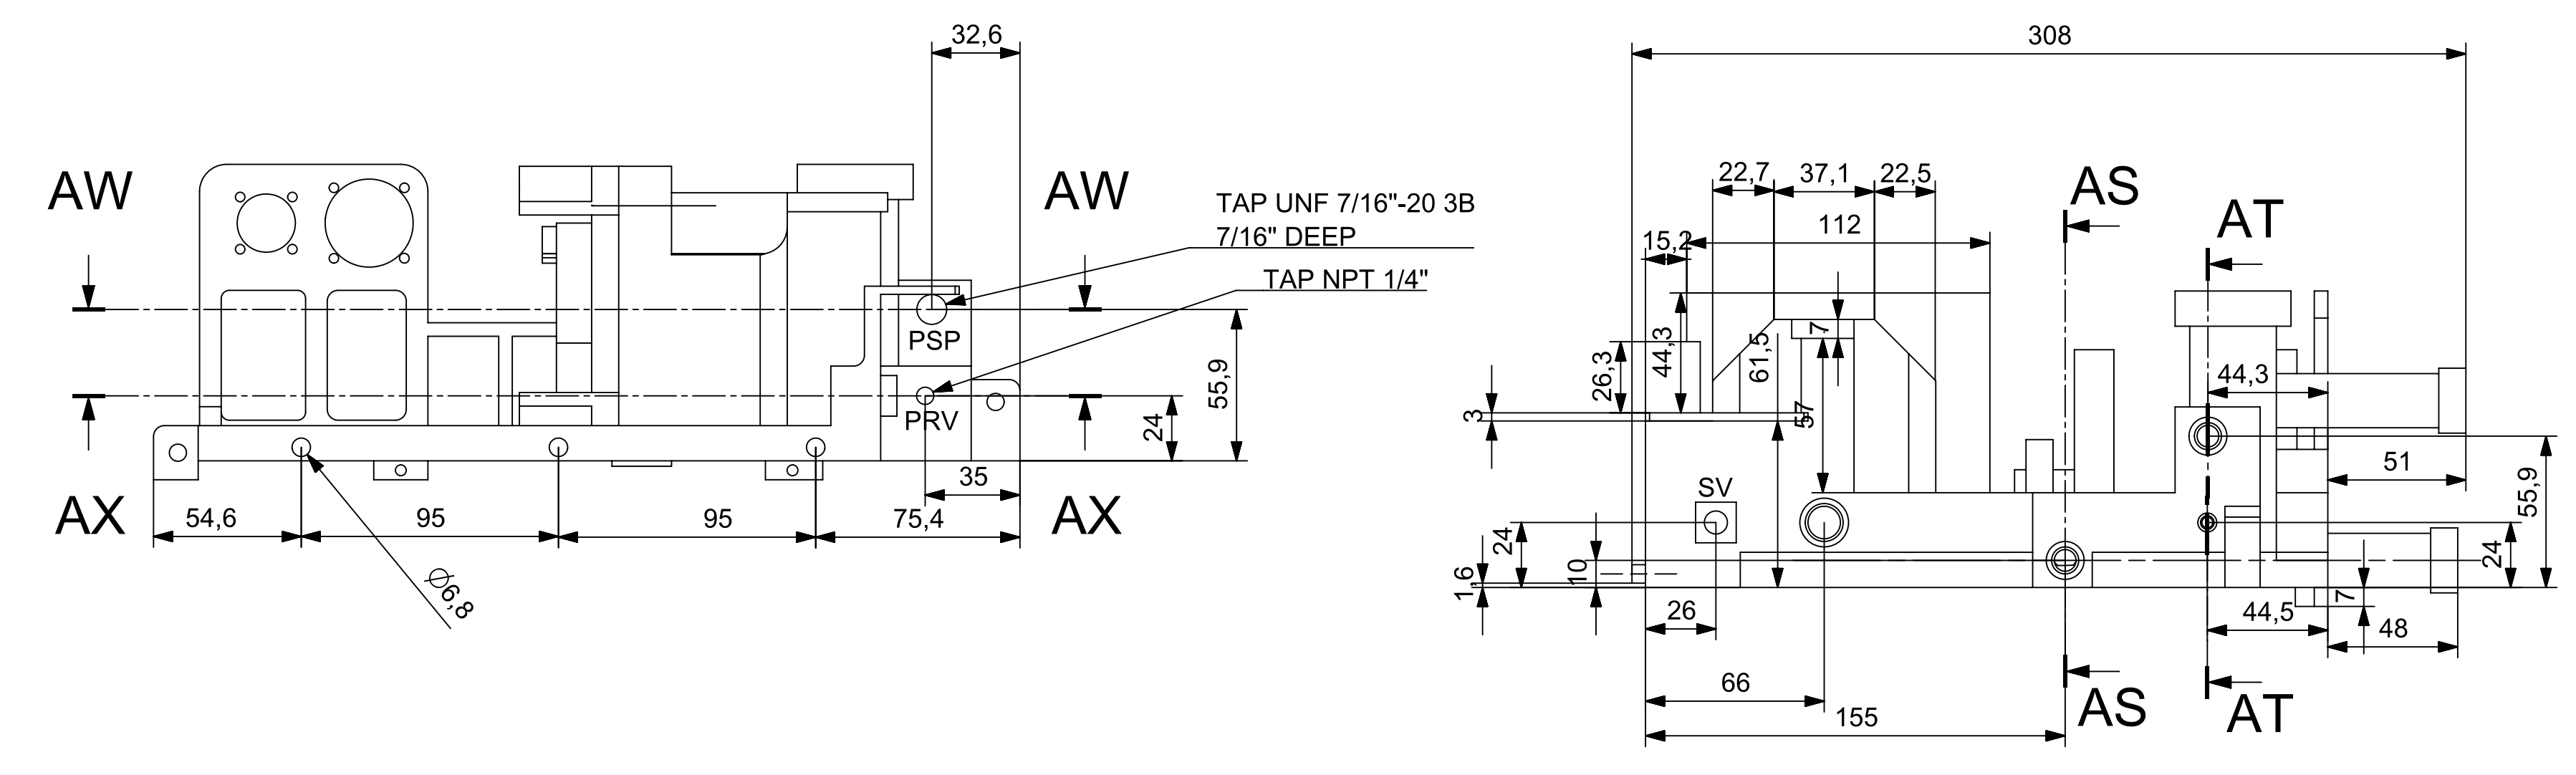 32,6
AW
AW
TAP UNF 7/16"-20 3B
7/16" DEEP
TAP NPT 1/4"
PSP
PRV
55,9
24
35
AX
AX
54,6
95
95
75,4
∅6,8
308
22,7
37,1
22,5
AS
AT
112
15,2
7
44,3
61,5
26,3
57
3
44,3
51
SV
55,9
24
24
10
1,6
7
26
44,5
48
66
155
AS
AT